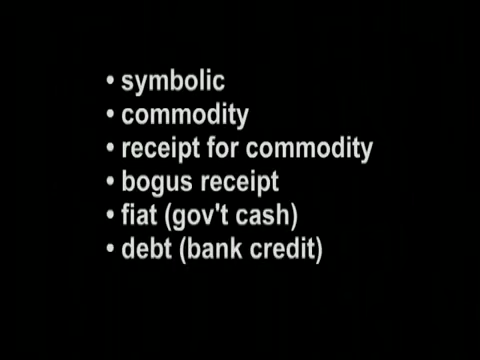 • symbolic
• commodity
• receipt for commodity
• bogus receipt
• fiat (gov't cash)
• debt (bank credit)